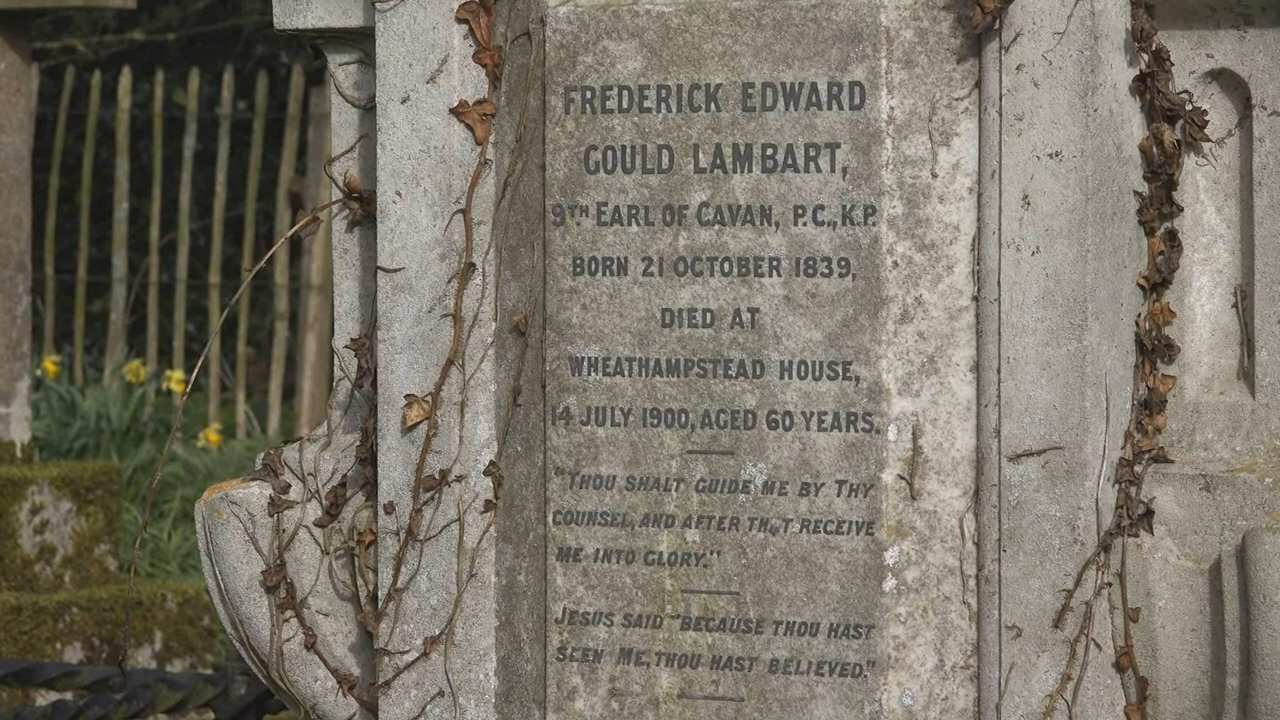 FREDERICK EDWARD
GOULD LAMBART,
9TH EARL OF CAVAN, P.C., K.P.
BORN 21 OCTOBER 1839,
DIED AT
WHEATHAMPSTEAD HOUSE,
14 JULY 1900, AGED 60 YEARS.
"THOU SHALT GUIDE ME BY THY
COUNSEL, AND AFTER THAT RECEIVE
ME INTO GLORY."
JESUS SAID "BECAUSE THOU HAST
SEEN ME, THOU HAST BELIEVED."